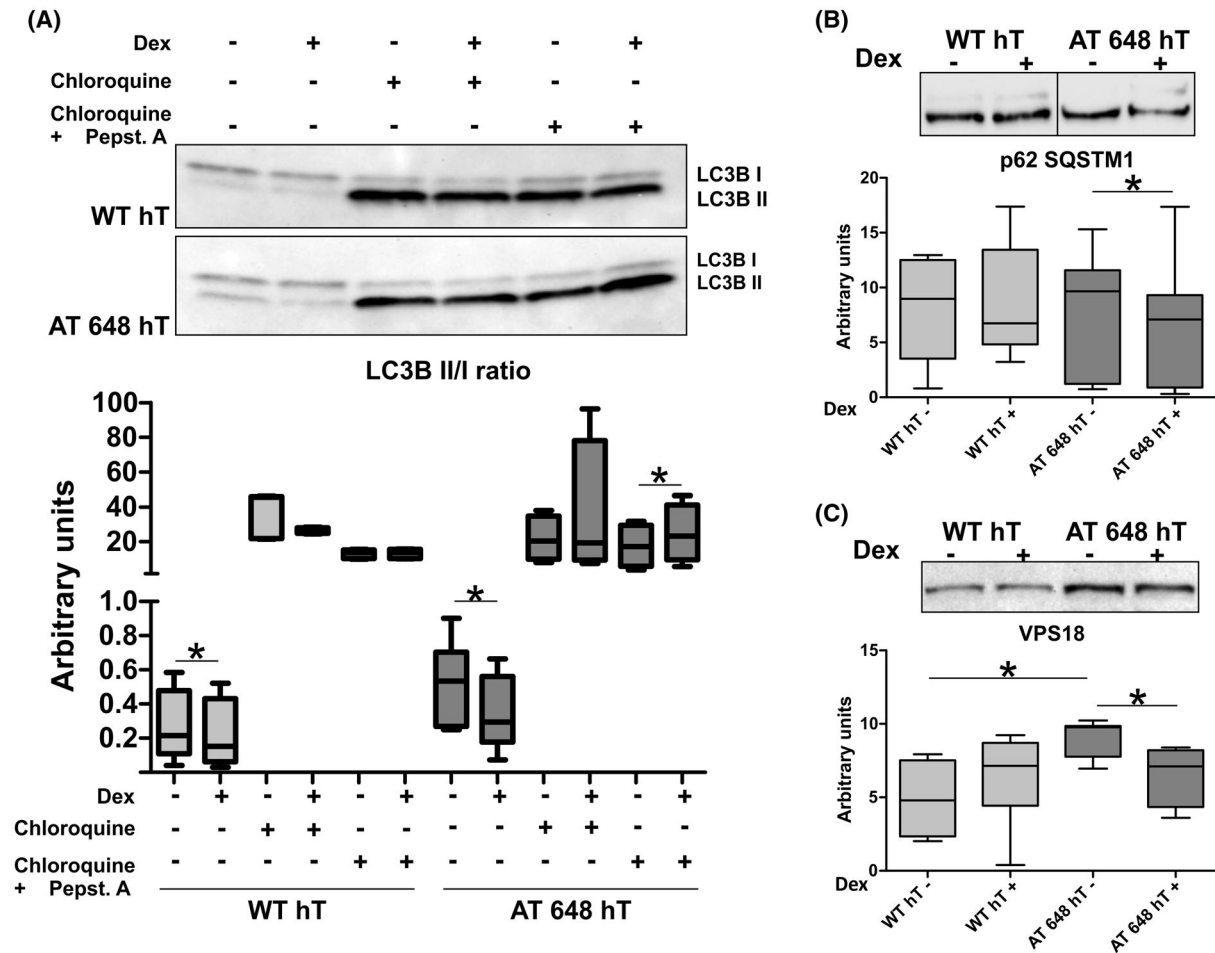 (A)
Dex - + - + - +
Chloroquine - - + + - -
Chloroquine
+ Pepst. A - - - - + +
LC3B I
LC3B II
WT hT
LC3B I
LC3B II
AT 648 hT
LC3B II/I ratio
Arbitrary units
100
80
60
40
20
1.0
0.8
0.6
0.4
0.2
*
*
*
Dex - + - + - + - + - + - +
Chloroquine - - + + - - - - + + - -
Chloroquine
+ Pepst. A - - - - + + - - - - + +
WT hT AT 648 hT
(B)
WT hT AT 648 hT
Dex - + - +
p62 SQSTM1
Arbitrary units
20
15
10
5
0
*
Dex WT hT - WT hT + AT 648 hT - AT 648 hT +
(C)
WT hT AT 648 hT
Dex - + - +
VPS18
Arbitrary units
15
10
5
0
*
*
Dex WT hT - WT hT + AT 648 hT - AT 648 hT +